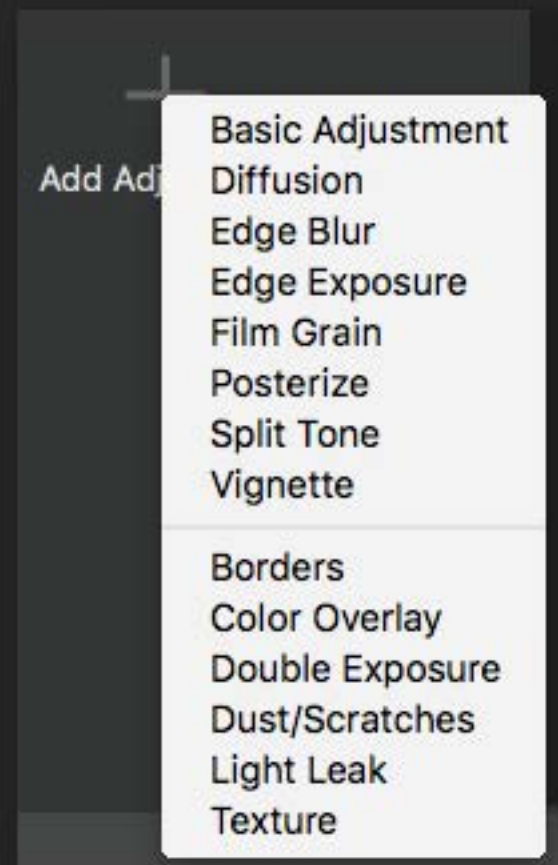 Add Adj
Basic Adjustment
Diffusion
Edge Blur
Edge Exposure
Film Grain
Posterize
Split Tone
Vignette
Borders
Color Overlay
Double Exposure
Dust/Scratches
Light Leak
Texture